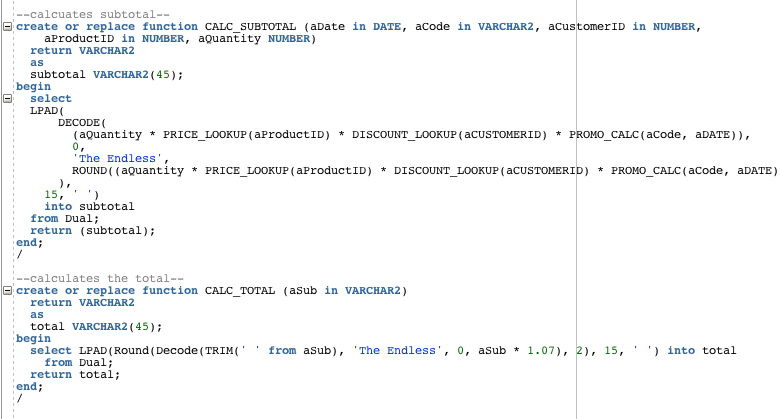 --calcuates subtotal--
create or replace function CALC_SUBTOTAL (aDate in DATE, aCode in VARCHAR2, aCustomerID in NUMBER,
    aProductID in NUMBER, aQuantity NUMBER)
  return VARCHAR2
  as
  subtotal VARCHAR2(45);
begin
  select
  LPAD(
      DECODE(
        (aQuantity * PRICE_LOOKUP(aProductID) * DISCOUNT_LOOKUP(aCUSTOMERID) * PROMO_CALC(aCode, aDATE)),
        0,
        'The Endless',
        ROUND((aQuantity * PRICE_LOOKUP(aProductID) * DISCOUNT_LOOKUP(aCUSTOMERID) * PROMO_CALC(aCode, aDATE)
      ),
    15, ' ')
    into subtotal
  from Dual;
  return (subtotal);
end;
/
--calculates the total--
create or replace function CALC_TOTAL (aSub in VARCHAR2)
  return VARCHAR2
  as
  total VARCHAR2(45);
begin
  select LPAD(Round(Decode(TRIM(' ' from aSub), 'The Endless', 0, aSub * 1.07), 2), 15, ' ') into total
    from Dual;
  return total;
end;
/